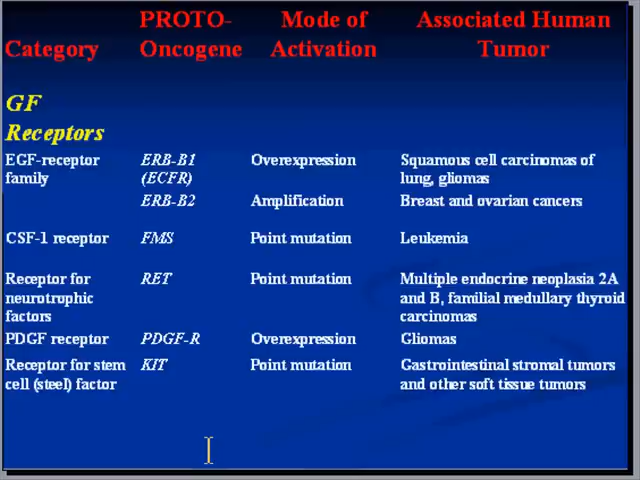 Category PROTO- Oncogene Mode of Activation Associated Human Tumor
GF
Receptors
EGF-receptor family ERB-B1 (ECFR) Overexpression Squamous cell carcinomas of lung, gliomas
ERB-B2 Amplification Breast and ovarian cancers
CSF-1 receptor FMS Point mutation Leukemia
Receptor for neurotrophic factors RET Point mutation Multiple endocrine neoplasia 2A and B, familial medullary thyroid carcinomas
PDGF receptor PDGF-R Overexpression Gliomas
Receptor for stem cell (steel) factor KIT Point mutation Gastrointestinal stromal tumors and other soft tissue tumors